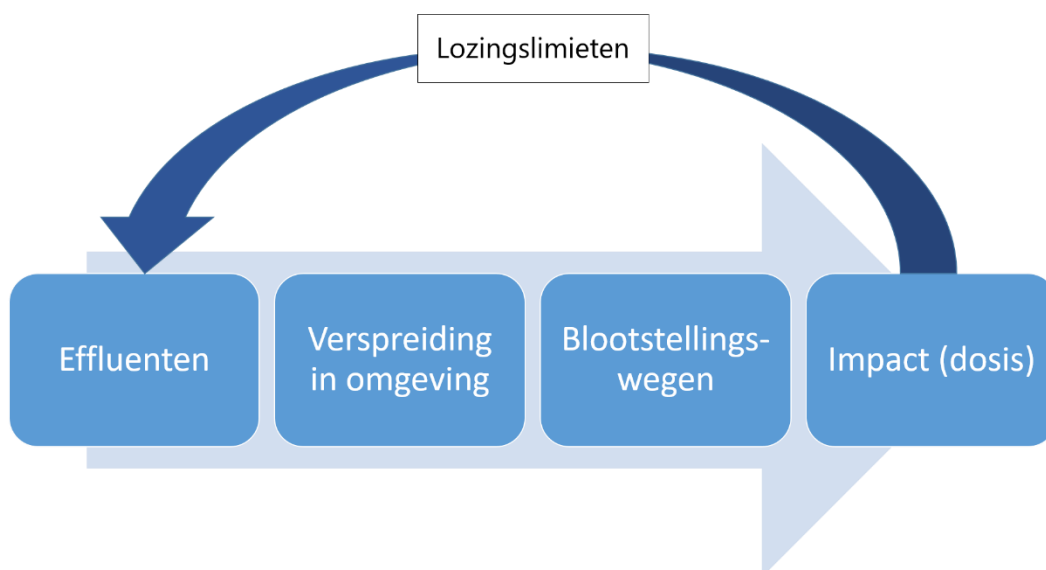 Lozingslimieten
Effluenten
Verspreiding
in omgeving
Blootstellings-
wegen
Impact (dosis)